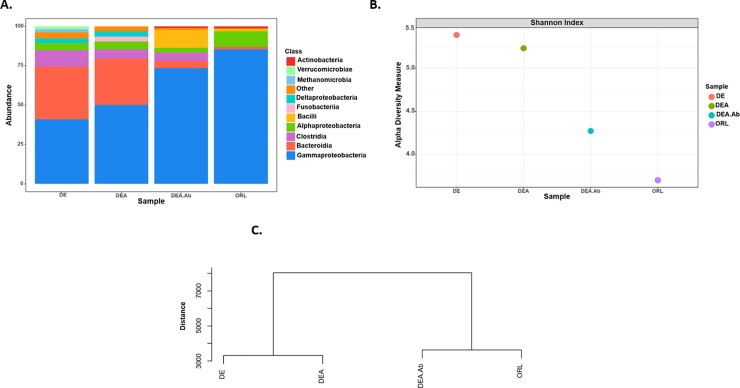 A.
100
75
50
25
0
Abundance
DE
DEA
DEA.Ab
ORL
Sample
Class
Actinobacteria
Verrucomicrobiae
Methanomicrobia
Other
Deltaproteobacteria
Fusobacteriia
Bacilli
Alphaproteobacteria
Clostridia
Bacteroidia
Gammaproteobacteria
B.
Shannon Index
5.5
5.0
4.5
4.0
Alpha Diversity Measure
DE
DEA
DEA.Ab
ORL
Sample
Sample
DE
DEA
DEA.Ab
ORL
C.
Distance
7000
5000
3000
DE
DEA
DEA.Ab
ORL